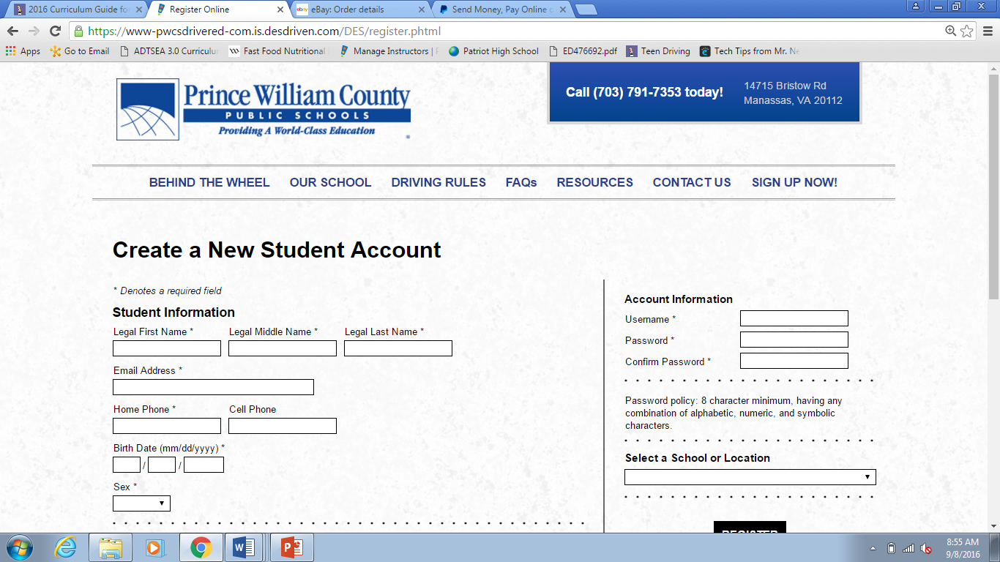 2016 Curriculum Guide fo
Register Online
eBay: Order details
Send Money, Pay Online o
https://www-pwcsdrivered-com.is.desdriven.com/DES/register.phtml
Apps
Go to Email
ADTSEA 3.0 Curriculu
Fast Food Nutritional
Manage Instructors | P
Patriot High School
ED476692.pdf
Teen Driving
Tech Tips from Mr. Ne
Prince William County
PUBLIC SCHOOLS
Providing A World-Class Education
Call (703) 791-7353 today!
14715 Bristow Rd
Manassas, VA 20112
BEHIND THE WHEEL OUR SCHOOL DRIVING RULES FAQs RESOURCES CONTACT US SIGN UP NOW!
Create a New Student Account
* Denotes a required field
Student Information
Legal First Name * Legal Middle Name * Legal Last Name *
Email Address *
Home Phone * Cell Phone
Birth Date (mm/dd/yyyy) *
/ /
Sex *
Account Information
Username *
Password *
Confirm Password *
Password policy: 8 character minimum, having any
combination of alphabetic, numeric, and symbolic
characters.
Select a School or Location
REGISTER
8:55 AM
9/8/2016